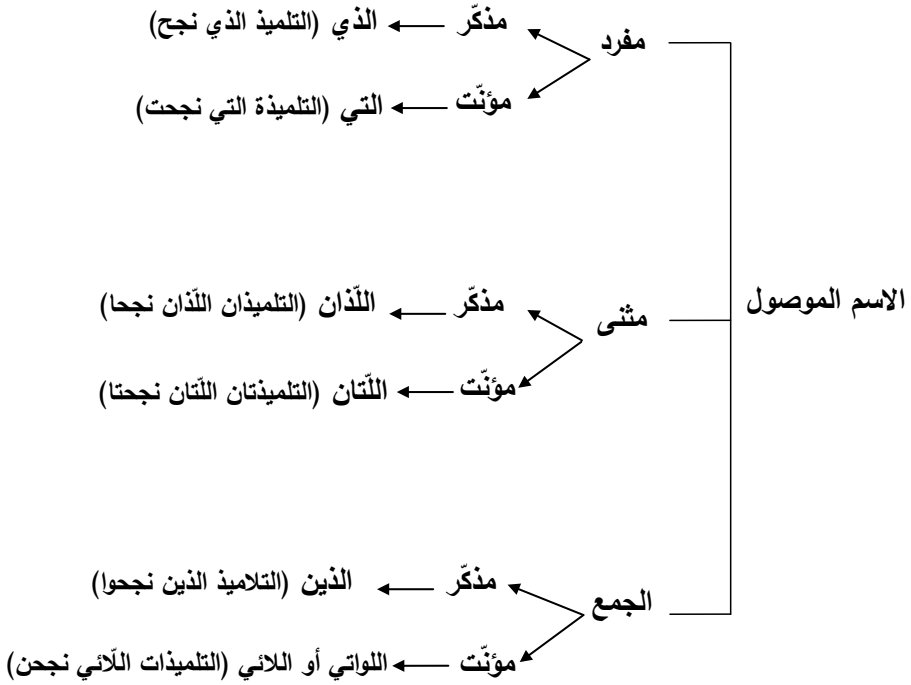 مفرد
مذكّر
الذي (التلميذ الذي نجح)
مؤنّت
التي (التلميذة التي نجحت)
الاسم الموصول
مثنى
مذكّر
اللّذان (التلميذان اللّذان نجحا)
مؤنّت
اللّتان (التلميذتان اللّتان نجحتا)
الجمع
مذكّر
الذين (التلاميذ الذين نجحوا)
مؤنّت
اللواتي أو اللائي (التلميذات اللّائي نجحن)